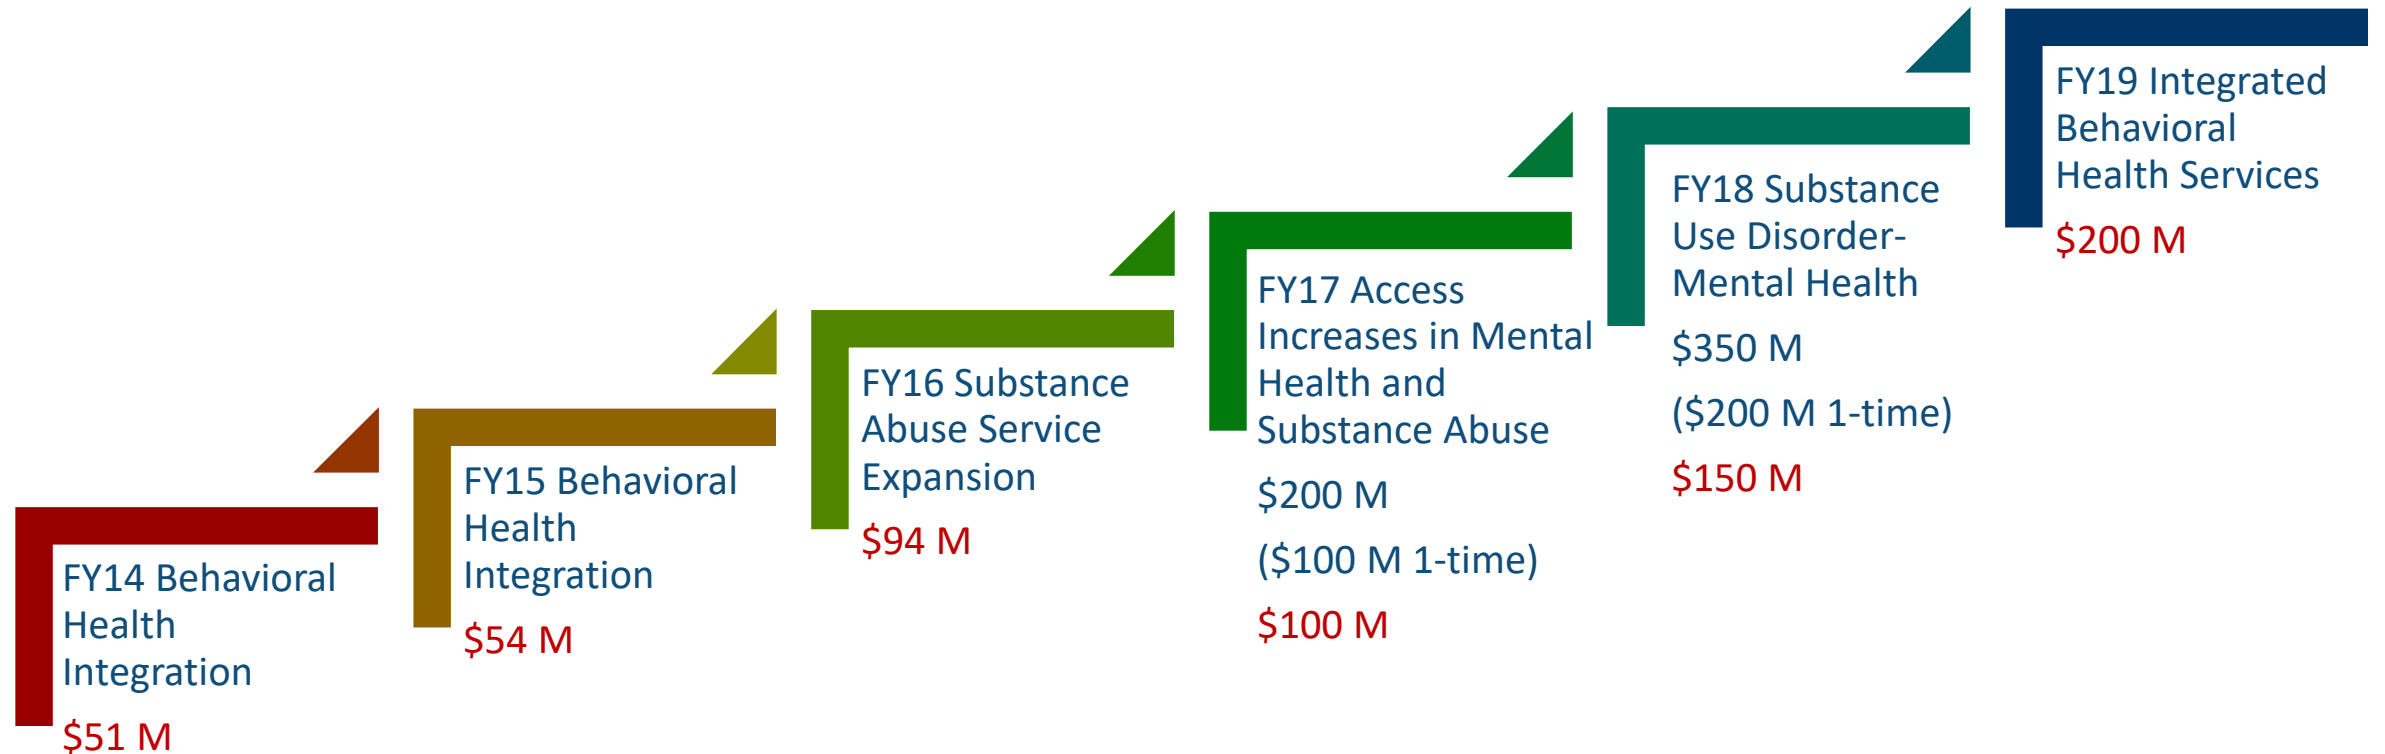 FY14 Behavioral
Health
Integration
$51 M
FY15 Behavioral
Health
Integration
$54 M
FY16 Substance
Abuse Service
Expansion
$94 M
FY17 Access
Increases in Mental
Health and
Substance Abuse
$200 M
($100 M 1-time)
$100 M
FY18 Substance
Use Disorder-
Mental Health
$350 M
($200 M 1-time)
$150 M
FY19 Integrated
Behavioral
Health Services
$200 M